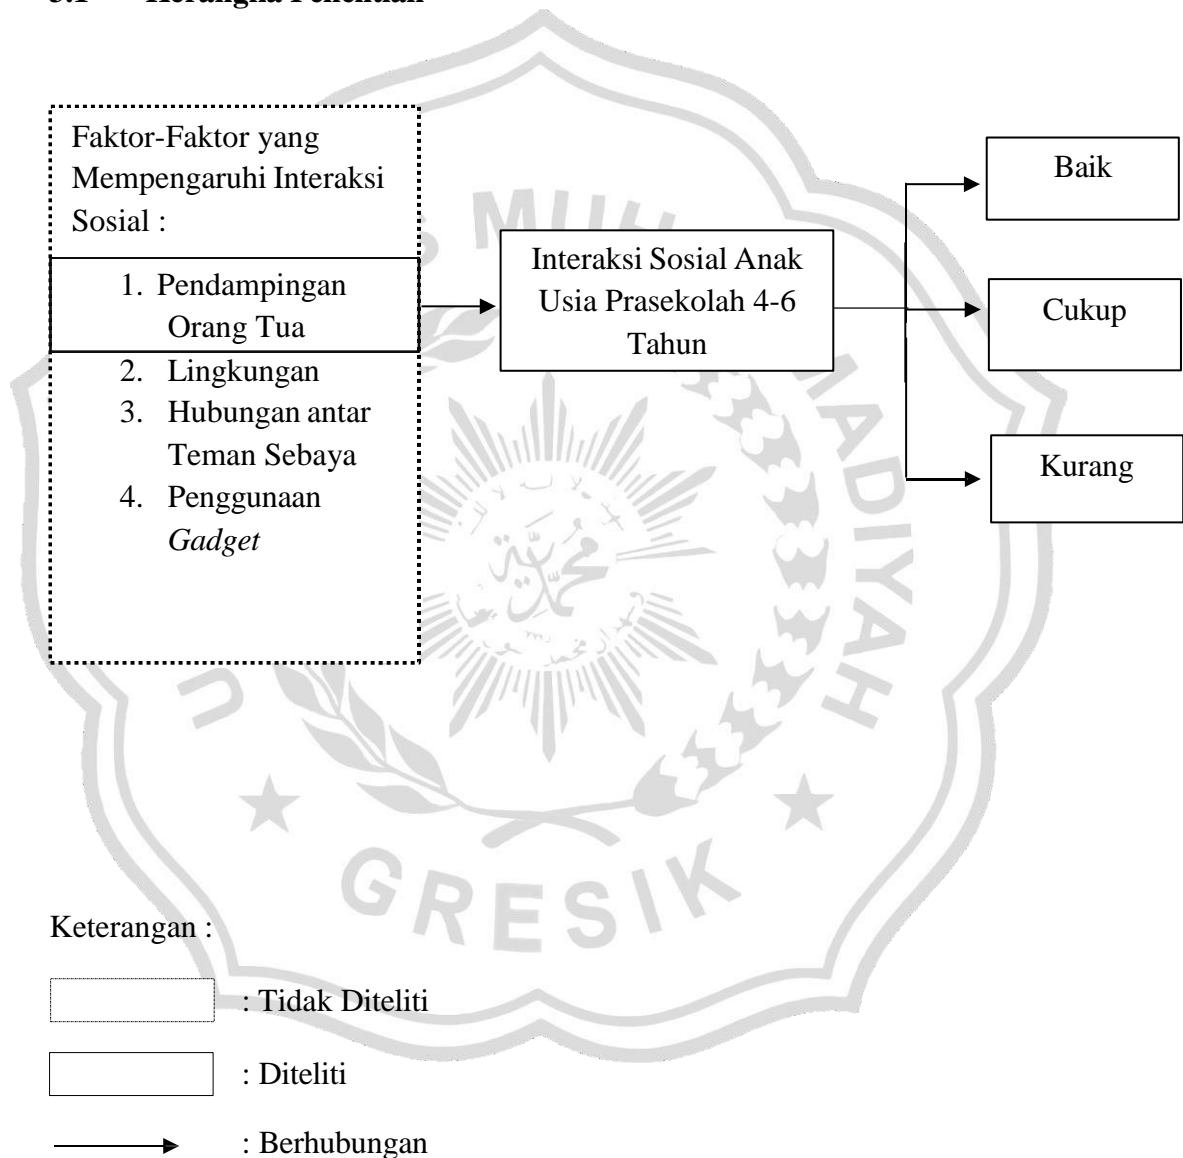 Faktor-Faktor yang
Mempengaruhi Interaksi
Sosial :
1. Pendampingan
Orang Tua
2. Lingkungan
3. Hubungan antar
Teman Sebaya
4. Penggunaan
Gadget
Interaksi Sosial Anak
Usia Prasekolah 4-6
Tahun
Baik
Cukup
Kurang
GRESIK
Keterangan :
: Tidak Diteliti
: Diteliti
: Berhubungan